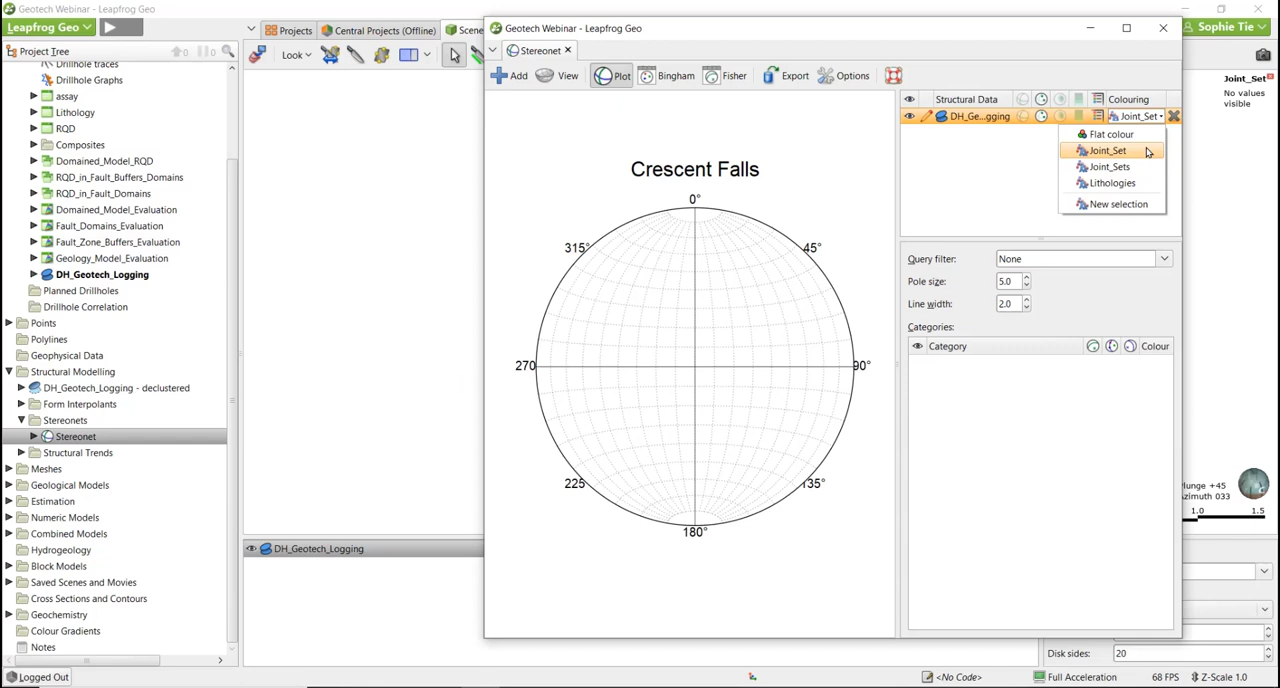 Geotech Webinar - Leapfrog Geo
Leapfrog Geo
Projects
Central Projects (Offline)
Scene
Sophie Tie
Project Tree
0
0
Look
Drillhole traces
Drillhole Graphs
assay
Lithology
RQD
Composites
Domained_Model_RQD
RQD_in_Fault_Buffers_Domains
RQD_in_Fault_Domains
Domained_Model_Evaluation
Fault_Domains_Evaluation
Fault_Zone_Buffers_Evaluation
Geology_Model_Evaluation
DH_Geotech_Logging
Planned Drillholes
Drillhole Correlation
Points
Polylines
Geophysical Data
Structural Modelling
DH_Geotech_Logging - declustered
Form Interpolants
Stereonets
Stereonet
Structural Trends
Meshes
Geological Models
Estimation
Numeric Models
Combined Models
Hydrogeology
Block Models
Saved Scenes and Movies
Cross Sections and Contours
Geochemistry
Colour Gradients
Notes
Logged Out
DH_Geotech_Logging
Geotech Webinar - Leapfrog Geo
Stereonet
Add
View
Plot
Bingham
Fisher
Export
Options
Crescent Falls
0°
315°
45°
270
90°
225
135°
180°
Structural Data
Colouring
DH_Ge...gging
Joint_Set
Flat colour
Joint_Set
Joint_Sets
Lithologies
New selection
Query filter:
None
Pole size:
5.0
Line width:
2.0
Categories:
Category
Colour
Joint_Set
No values
visible
Plunge +45
Azimuth 033
1.0
1.5
Disk sides:
20
<No Code>
Full Acceleration
68 FPS
Z-Scale 1.0